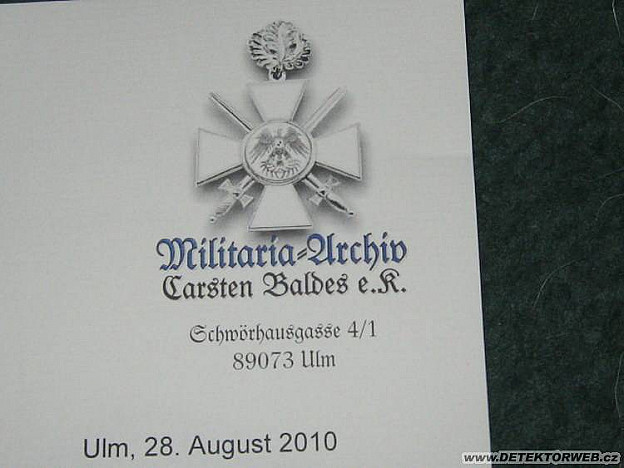 Militaria-Archiv
Carsten Baldes e.K.
Schwörhausgasse 4/1
89073 Ulm
Ulm, 28. August 2010
www.DETEKTORWEB.cz